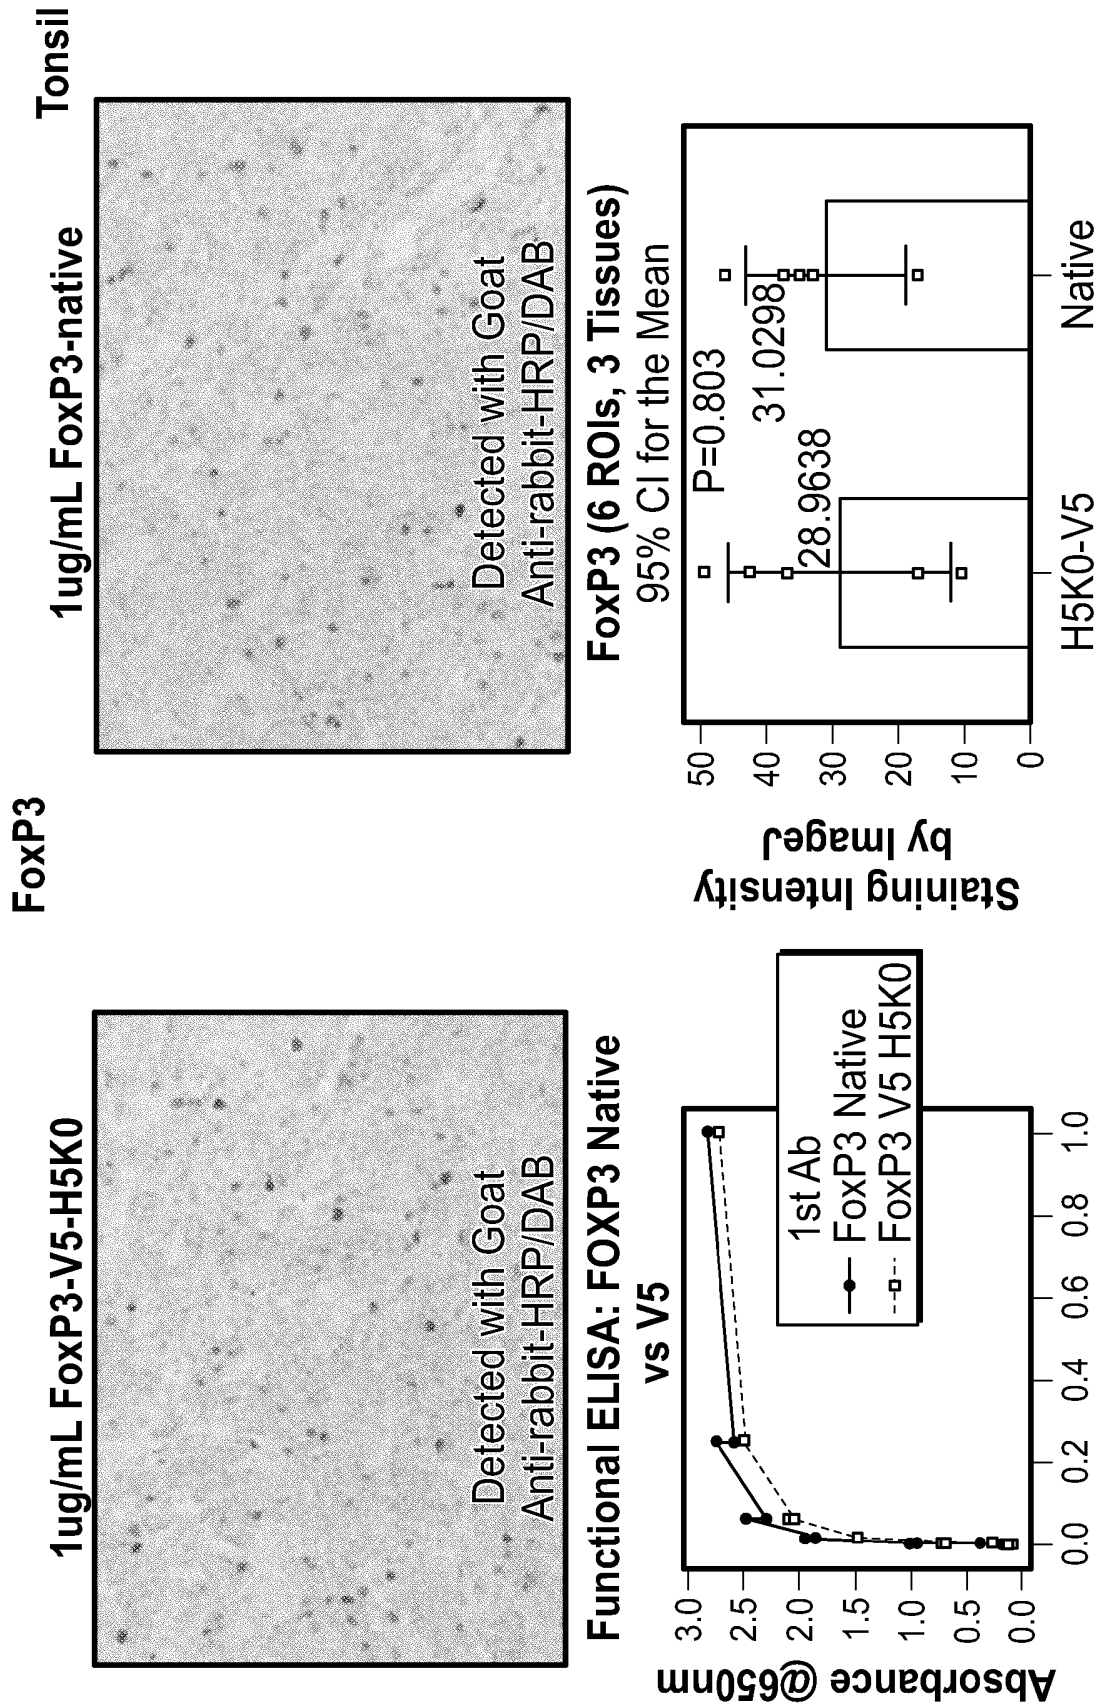 FoxP3
Tonsil
1ug/mL FoxP3-V5-H5K0
Detected with Goat
Anti-rabbit-HRP/DAB
1ug/mL FoxP3-native
Detected with Goat
Anti-rabbit-HRP/DAB
Functional ELISA: FOXP3 Native
vs V5
Absorbance @650nm
3.0
2.5
2.0
1.5
1.0
0.5
0.0
0.0 0.2 0.4 0.6 0.8 1.0
1st Ab
FoxP3 Native
FoxP3 V5 H5K0
FoxP3 (6 ROIs, 3 Tissues)
95% CI for the Mean
Staining Intensity
by ImageJ
50
40
30
20
10
0
P=0.803
28.9638
31.0298
H5K0-V5 Native